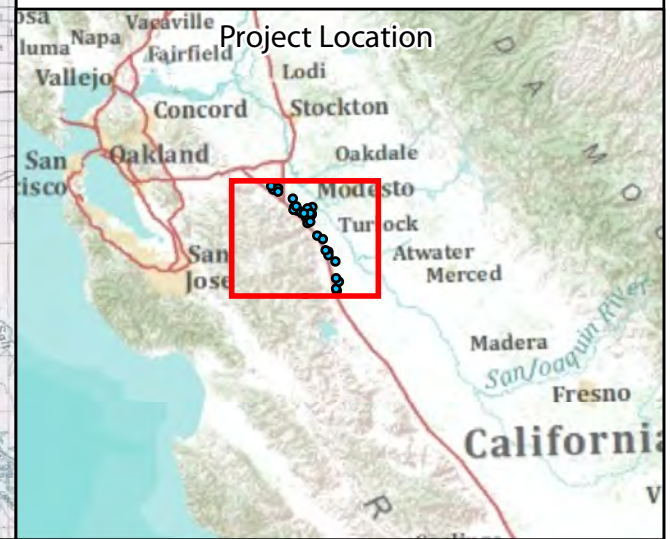 Project Location
osa
Vacaville
luma
Napa
Fairfield
Lodi
Vallejo
Concord
Stockton
San
cisco
Oakland
Oakdale
Modesto
Turlock
San
Jose
Atwater
Merced
Madera
San Joaquin River
Fresno
California
V
D A M O
R